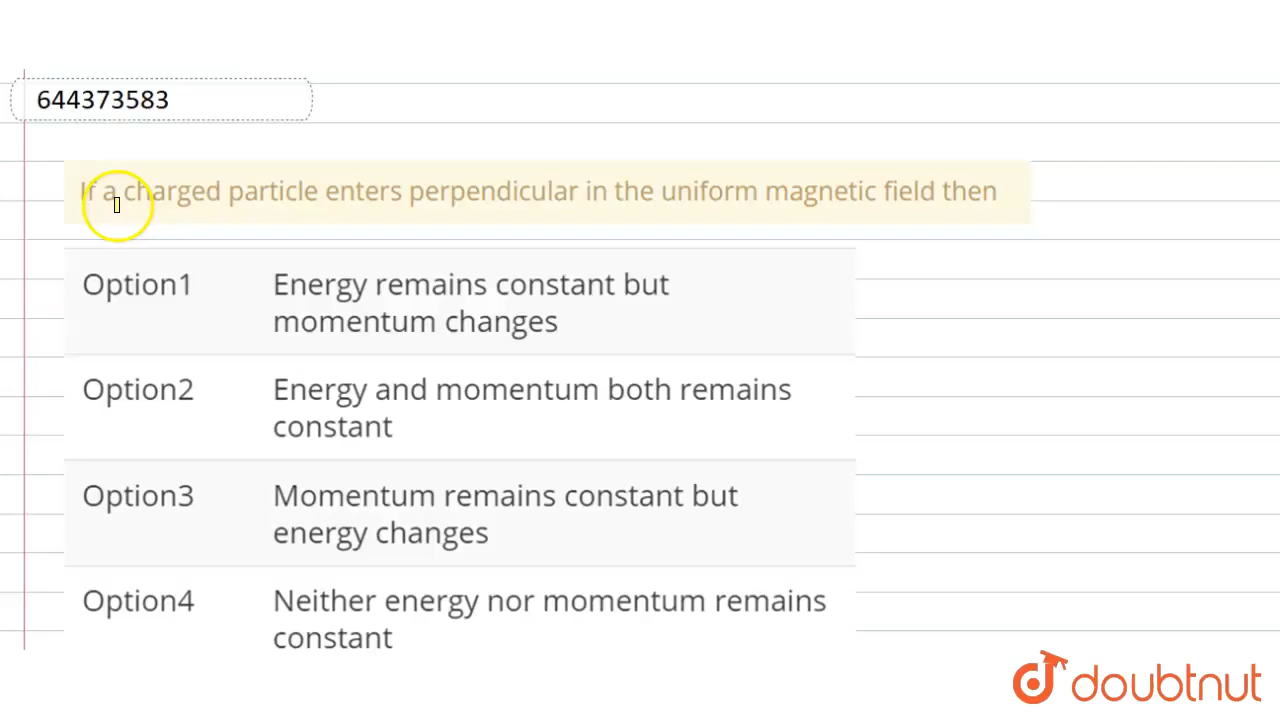 644373583
If a charged particle enters perpendicular in the uniform magnetic field then
Option1 Energy remains constant but
momentum changes
Option2 Energy and momentum both remains
constant
Option3 Momentum remains constant but
energy changes
Option4 Neither energy nor momentum remains
constant
doubtnut